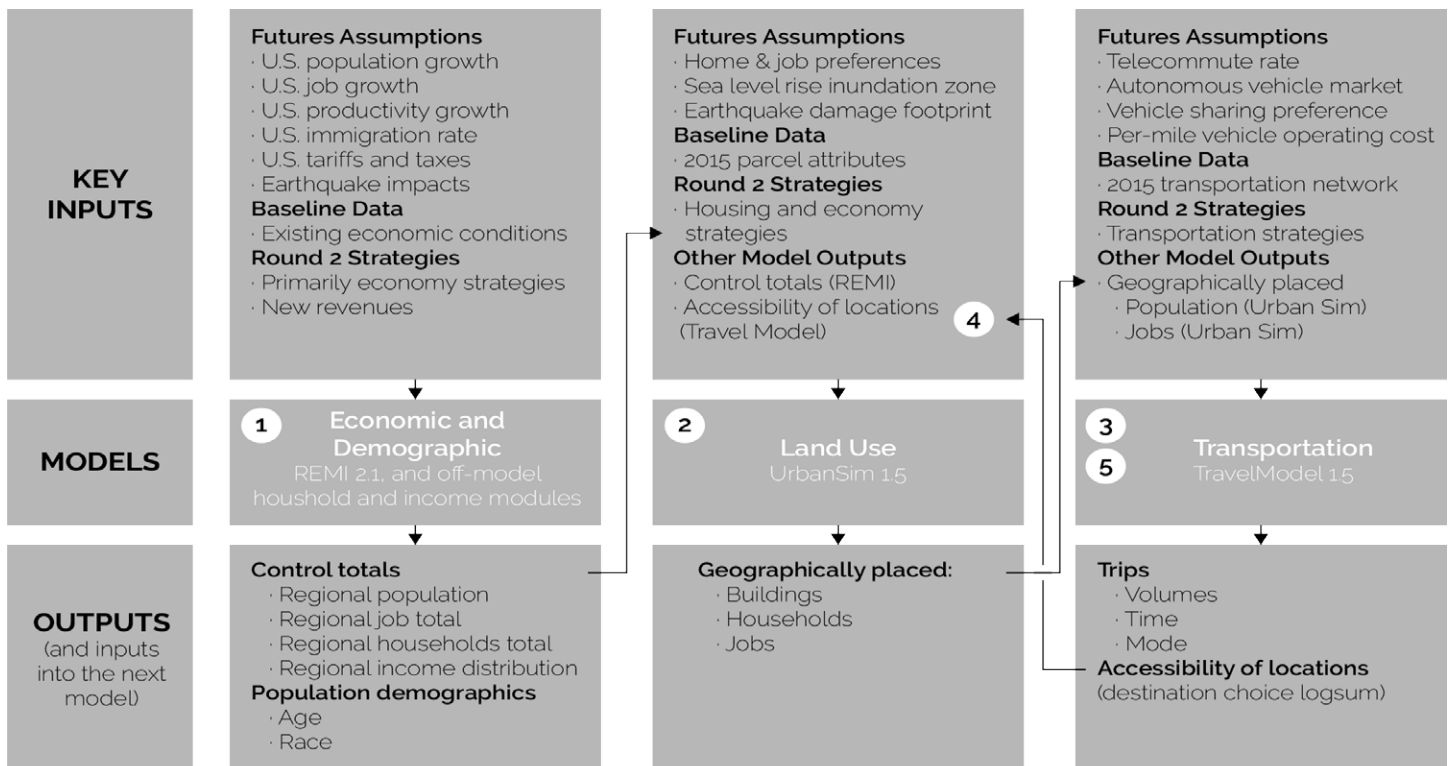 KEY
INPUTS
Futures Assumptions
· U.S. population growth
· U.S. job growth
· U.S. productivity growth
· U.S. immigration rate
· U.S. tariffs and taxes
· Earthquake impacts
Baseline Data
· Existing economic conditions
Round 2 Strategies
· Primarily economy strategies
· New revenues
Futures Assumptions
· Home & job preferences
· Sea level rise inundation zone
· Earthquake damage footprint
Baseline Data
· 2015 parcel attributes
Round 2 Strategies
· Housing and economy
strategies
Other Model Outputs
· Control totals (REMI)
· Accessibility of locations
(Travel Model)
4
Futures Assumptions
· Telecommute rate
· Autonomous vehicle market
· Vehicle sharing preference
· Per-mile vehicle operating cost
Baseline Data
· 2015 transportation network
Round 2 Strategies
· Transportation strategies
Other Model Outputs
· Geographically placed
· Population (Urban Sim)
· Jobs (Urban Sim)
MODELS
1
Economic and
Demographic
REMI 2.1, and off-model
houshold and income modules
2
Land Use
UrbanSim 1.5
3
5
Transportation
TravelModel 1.5
OUTPUTS
(and inputs
into the next
model)
Control totals
· Regional population
· Regional job total
· Regional households total
· Regional income distribution
Population demographics
· Age
· Race
Geographically placed:
· Buildings
· Households
· Jobs
Trips
· Volumes
· Time
· Mode
Accessibility of locations
(destination choice logsum)